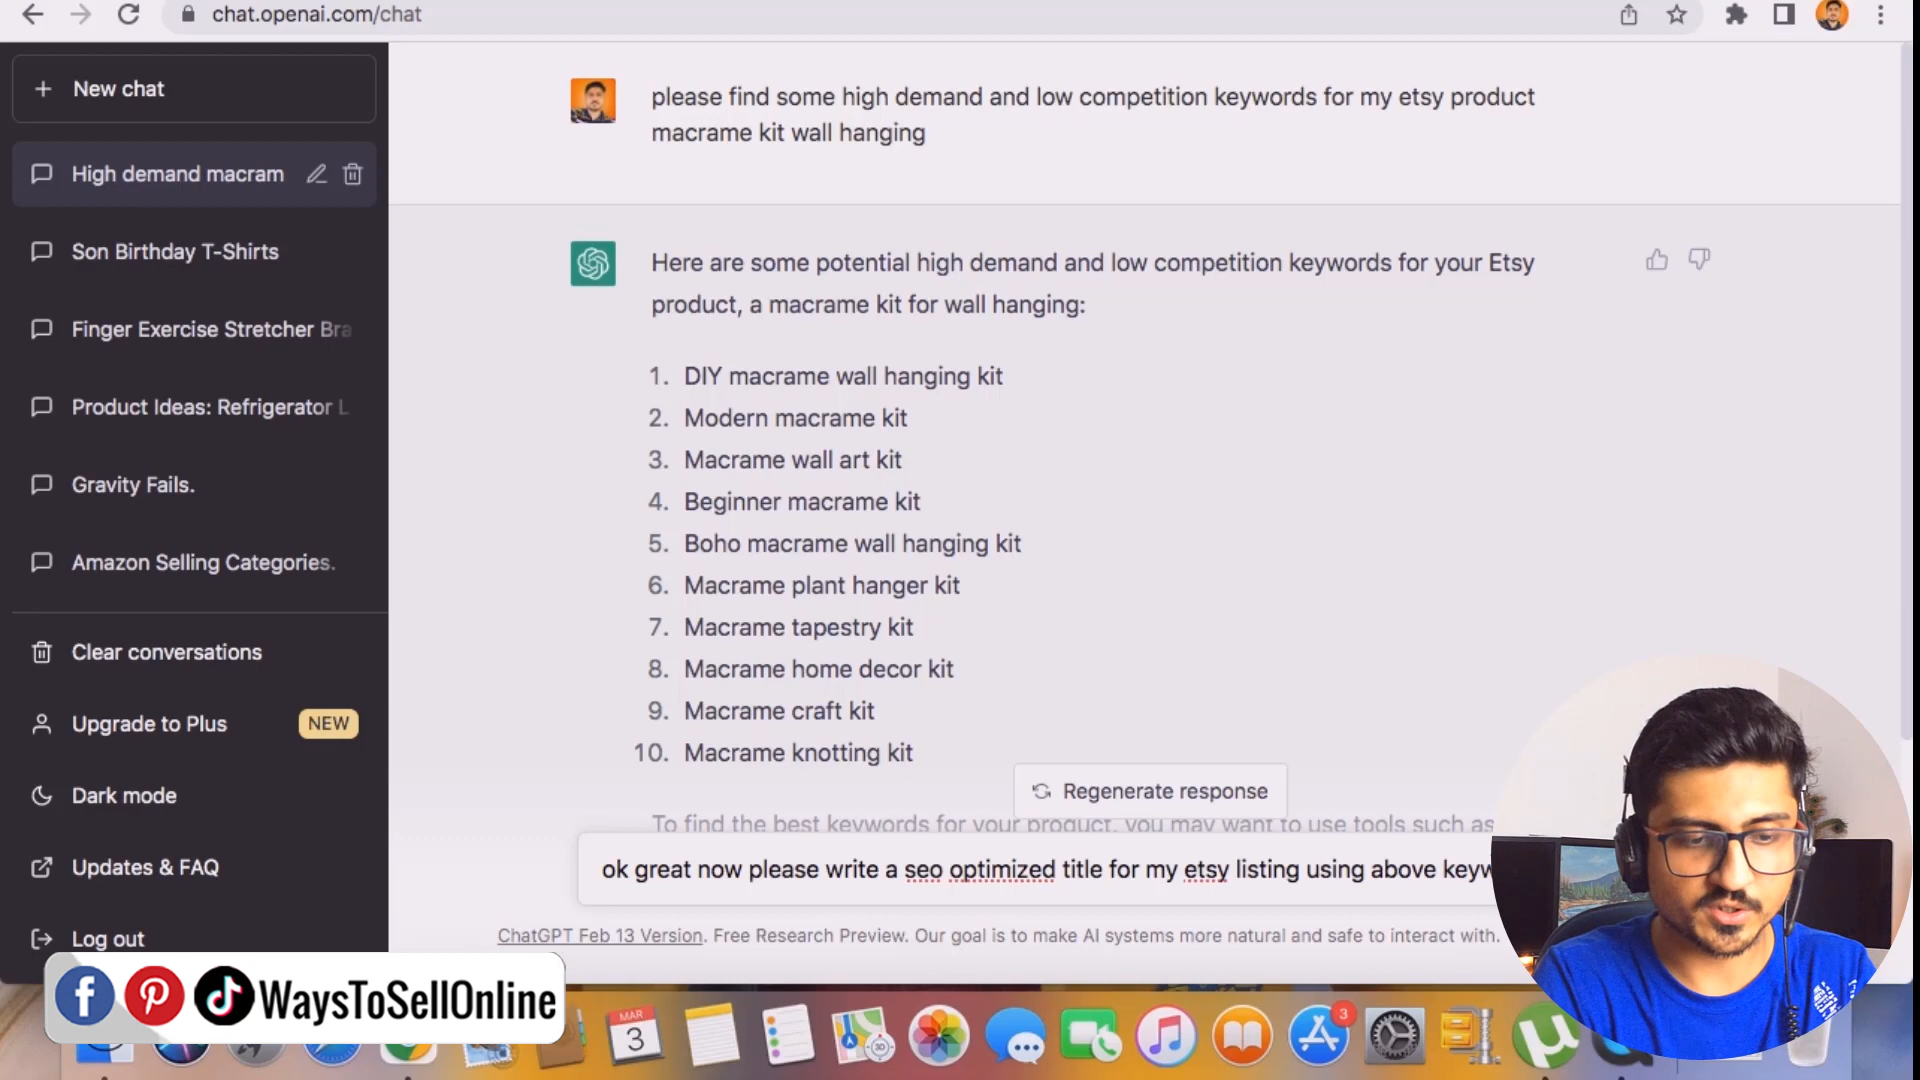 chat.openai.com/chat
New chat
High demand macram
Son Birthday T-Shirts
Finger Exercise Stretcher Bra
Product Ideas: Refrigerator L
Gravity Fails.
Amazon Selling Categories.
Clear conversations
Upgrade to Plus
NEW
Dark mode
Updates & FAQ
Log out
please find some high demand and low competition keywords for my etsy product
macrame kit wall hanging
Here are some potential high demand and low competition keywords for your Etsy
product, a macrame kit for wall hanging:
1. DIY macrame wall hanging kit
2. Modern macrame kit
3. Macrame wall art kit
4. Beginner macrame kit
5. Boho macrame wall hanging kit
6. Macrame plant hanger kit
7. Macrame tapestry kit
8. Macrame home decor kit
9. Macrame craft kit
10. Macrame knotting kit
Regenerate response
To find the best keywords for your product, you may want to use tools such as
ok great now please write a seo optimized title for my etsy listing using above keyw
ChatGPT Feb 13 Version. Free Research Preview. Our goal is to make AI systems more natural and safe to interact with.
WaysToSellOnline
MAR
3
3D
3